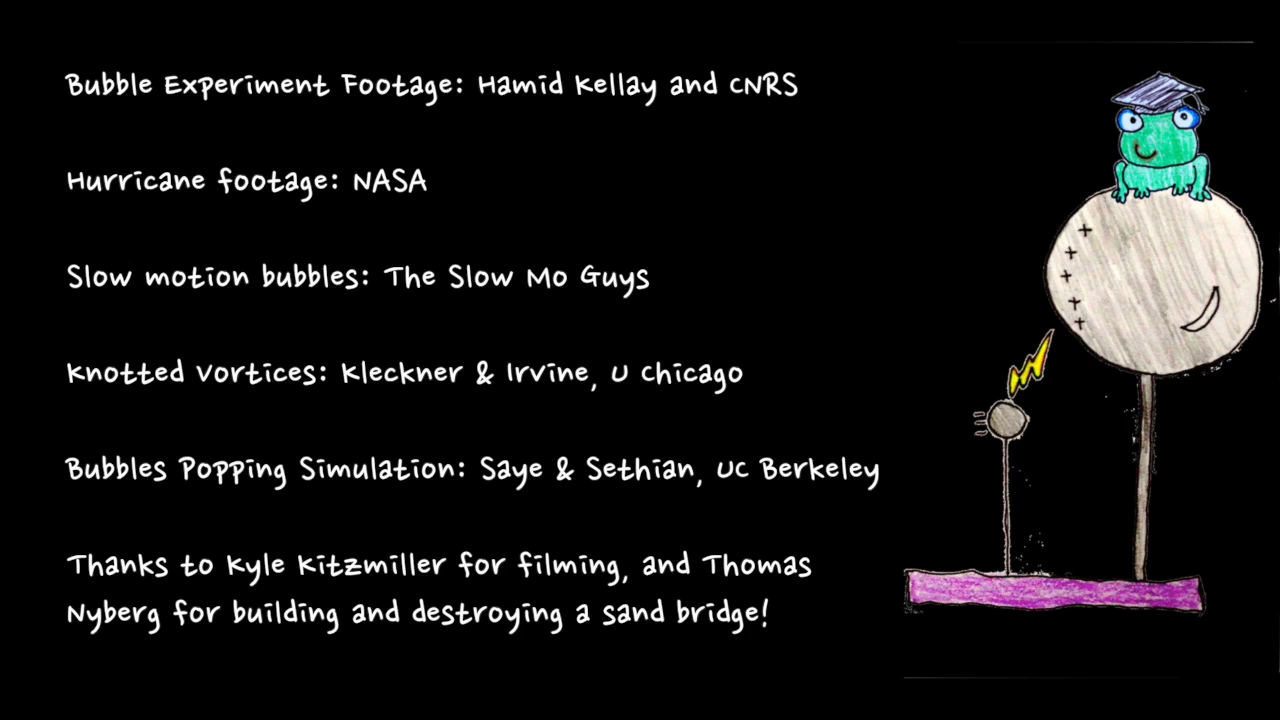 Bubble Experiment Footage: Hamid Kellay and CNRS
Hurricane footage: NASA
Slow motion bubbles: The Slow Mo Guys
Knotted Vortices: Kleckner & Irvine, U Chicago
Bubbles Popping Simulation: Saye & Sethian, UC Berkeley
Thanks to Kyle Kitzmiller for filming, and Thomas
Nyberg for building and destroying a sand bridge!